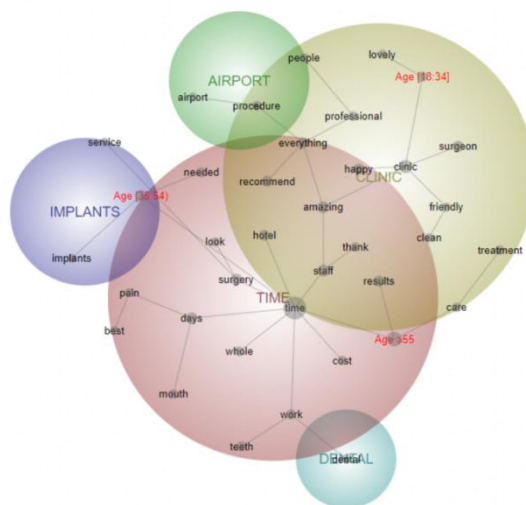 people
lovely
Age [18:34]
AIRPORT
airport
procedure
professional
service
everything
surgeon
needed
happy
clinic
CLINIC
recommend
Age [35:54)
IMPLANTS
amazing
friendly
hotel
clean
look
thank
treatment
implants
staff
surgery
results
pain
TIME
time
care
days
best
Age ≥55
whole
cost
mouth
work
teeth
DENTAL
dental